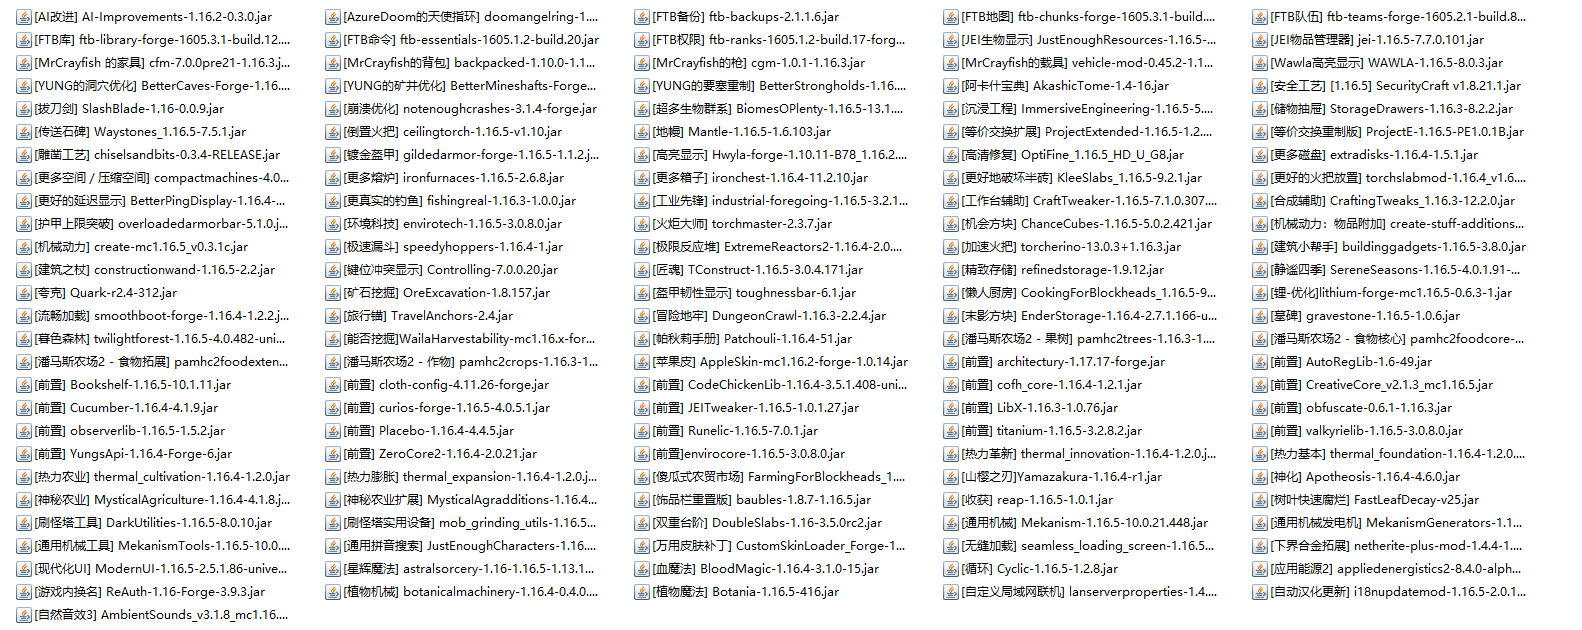 [AI改进] AI-Improvements-1.16.2-0.3.0.jar
[AzureDoom的天使指环] doomangelring-1....
[FTB备份] ftb-backups-2.1.1.6.jar
[FTB地图] ftb-chunks-forge-1605.3.1-build....
[FTB队伍] ftb-teams-forge-1605.2.1-build.8...
[FTB库] ftb-library-forge-1605.3.1-build.12....
[FTB命令] ftb-essentials-1605.1.2-build.20.jar
[FTB权限] ftb-ranks-1605.1.2-build.17-forg...
[JEI生物显示] JustEnoughResources-1.16.5-...
[JEI物品管理器] jei-1.16.5-7.7.0.101.jar
[MrCrayfish 的家具] cfm-7.0.0pre21-1.16.3.j...
[MrCrayfish的背包] backpacked-1.10.0-1.1...
[MrCrayfish的枪] cgm-1.0.1-1.16.3.jar
[MrCrayfish的载具] vehicle-mod-0.45.2-1.1...
[Wawla高亮显示] WAWLA-1.16.5-8.0.3.jar
[YUNG的洞穴优化] BetterCaves-Forge-1.16....
[YUNG的矿井优化] BetterMineshafts-Forge...
[YUNG的要塞重制] BetterStrongholds-1.16....
[阿卡什宝典] AkashicTome-1.4-16.jar
[安全工艺] [1.16.5] SecurityCraft v1.8.21.1.jar
[拔刀剑] SlashBlade-1.16-0.0.9.jar
[崩溃优化] notenoughcrashes-3.1.4-forge.jar
[超多生物群系] BiomesOPlenty-1.16.5-13.1....
[沉浸工程] ImmersiveEngineering-1.16.5-5....
[储物抽屉] StorageDrawers-1.16.3-8.2.2.jar
[传送石碑] Waystones_1.16.5-7.5.1.jar
[倒置火把] ceilingtorch-1.16.5-v1.10.jar
[地幔] Mantle-1.16.5-1.6.103.jar
[等价交换扩展] ProjectExtended-1.16.5-1.2....
[等价交换重制版] ProjectE-1.16.5-PE1.0.1B.jar
[雕凿工艺] chiselsandbits-0.3.4-RELEASE.jar
[镀金盔甲] gildedarmor-forge-1.16.5-1.1.2.j...
[高亮显示] Hwyla-forge-1.10.11-B78_1.16.2....
[高清修复] OptiFine_1.16.5_HD_U_G8.jar
[更多磁盘] extradisks-1.16.4-1.5.1.jar
[更多空间 / 压缩空间] compactmachines-4.0...
[更多熔炉] ironfurnaces-1.16.5-2.6.8.jar
[更多箱子] ironchest-1.16.4-11.2.10.jar
[更好地破坏半砖] KleeSlabs_1.16.5-9.2.1.jar
[更好的火把放置] torchslabmod-1.16.4_v1.6....
[更好的延迟显示] BetterPingDisplay-1.16.4-...
[更真实的钓鱼] fishingreal-1.16.3-1.0.0.jar
[工业先锋] industrial-foregoing-1.16.5-3.2.1...
[工作台辅助] CraftTweaker-1.16.5-7.1.0.307....
[合成辅助] CraftingTweaks_1.16.3-12.2.0.jar
[护甲上限突破] overloadedarmorbar-5.1.0.j...
[环境科技] envirotech-1.16.5-3.0.8.0.jar
[火炬大师] torchmaster-2.3.7.jar
[机会方块] ChanceCubes-1.16.5-5.0.2.421.jar
[机械动力：物品附加] create-stuff-additions...
[机械动力] create-mc1.16.5_v0.3.1c.jar
[极速漏斗] speedyhoppers-1.16.4-1.jar
[极限反应堆] ExtremeReactors2-1.16.4-2.0....
[加速火把] torcherino-13.0.3+1.16.3.jar
[建筑小帮手] buildinggadgets-1.16.5-3.8.0.jar
[建筑之杖] constructionwand-1.16.5-2.2.jar
[键位冲突显示] Controlling-7.0.0.20.jar
[匠魂] TConstruct-1.16.5-3.0.4.171.jar
[精致存储] refinedstorage-1.9.12.jar
[静谧四季] SereneSeasons-1.16.5-4.0.1.91-...
[夸克] Quark-r2.4-312.jar
[矿石挖掘] OreExcavation-1.8.157.jar
[盔甲韧性显示] toughnessbar-6.1.jar
[懒人厨房] CookingForBlockheads_1.16.5-9...
[锂-优化]lithium-forge-mc1.16.5-0.6.3-1.jar
[流畅加载] smoothboot-forge-1.16.4-1.2.2.j...
[旅行锚] TravelAnchors-2.4.jar
[冒险地牢] DungeonCrawl-1.16.3-2.2.4.jar
[末影方块] EnderStorage-1.16.4-2.7.1.166-u...
[墓碑] gravestone-1.16.5-1.0.6.jar
[暮色森林] twilightforest-1.16.5-4.0.482-uni...
[能否挖掘]WailaHarvestability-mc1.16.x-for...
[帕秋莉手册] Patchouli-1.16.4-51.jar
[潘马斯农场2 - 果树] pamhc2trees-1.16.3-1....
[潘马斯农场2 - 食物核心] pamhc2foodcore-...
[潘马斯农场2 - 食物拓展] pamhc2foodexten...
[潘马斯农场2 - 作物] pamhc2crops-1.16.3-1...
[苹果皮] AppleSkin-mc1.16.2-forge-1.0.14.jar
[前置] architectury-1.17.17-forge.jar
[前置] AutoRegLib-1.6-49.jar
[前置] Bookshelf-1.16.5-10.1.11.jar
[前置] cloth-config-4.11.26-forge.jar
[前置] CodeChickenLib-1.16.4-3.5.1.408-uni...
[前置] cofh_core-1.16.4-1.2.1.jar
[前置] CreativeCore_v2.1.3_mc1.16.5.jar
[前置] Cucumber-1.16.4-4.1.9.jar
[前置] curios-forge-1.16.5-4.0.5.1.jar
[前置] JEITweaker-1.16.5-1.0.1.27.jar
[前置] LibX-1.16.3-1.0.76.jar
[前置] obfuscate-0.6.1-1.16.3.jar
[前置] observerlib-1.16.5-1.5.2.jar
[前置] Placebo-1.16.4-4.4.5.jar
[前置] Runelic-1.16.5-7.0.1.jar
[前置] titanium-1.16.5-3.2.8.2.jar
[前置] valkyrielib-1.16.5-3.0.8.0.jar
[前置] YungsApi-1.16.4-Forge-6.jar
[前置] ZeroCore2-1.16.4-2.0.21.jar
[前置]envirocore-1.16.5-3.0.8.0.jar
[热力革新] thermal_innovation-1.16.4-1.2.0.j...
[热力基本] thermal_foundation-1.16.4-1.2.0....
[热力农业] thermal_cultivation-1.16.4-1.2.0.jar
[热力膨胀] thermal_expansion-1.16.4-1.2.0.j...
[傻瓜式农贸市场] FarmingForBlockheads_1....
[山樱之刃]Yamazakura-1.16.4-r1.jar
[神化] Apotheosis-1.16.4-4.6.0.jar
[神秘农业] MysticalAgriculture-1.16.4-4.1.8.j...
[神秘农业扩展] MysticalAgradditions-1.16.4...
[饰品栏重置版] baubles-1.8.7-1.16.5.jar
[收获] reap-1.16.5-1.0.1.jar
[树叶快速腐烂] FastLeafDecay-v25.jar
[刷怪塔工具] DarkUtilities-1.16.5-8.0.10.jar
[刷怪塔实用设备] mob_grinding_utils-1.16.5...
[双重台阶] DoubleSlabs-1.16-3.5.0rc2.jar
[通用机械] Mekanism-1.16.5-10.0.21.448.jar
[通用机械发电机] MekanismGenerators-1.1...
[通用机械工具] MekanismTools-1.16.5-10.0....
[通用拼音搜索] JustEnoughCharacters-1.16....
[万用皮肤补丁] CustomSkinLoader_Forge-1...
[无缝加载] seamless_loading_screen-1.16.5...
[下界合金拓展] netherite-plus-mod-1.4.4-1....
[现代化UI] ModernUI-1.16.5-2.5.1.86-unive...
[星辉魔法] astralsorcery-1.16-1.16.5-1.13.1...
[血魔法] BloodMagic-1.16.4-3.1.0-15.jar
[循环] Cyclic-1.16.5-1.2.8.jar
[应用能源2] appliedenergistics2-8.4.0-alph...
[游戏内换名] ReAuth-1.16-Forge-3.9.3.jar
[植物机械] botanicalmachinery-1.16.4-0.4.0....
[植物魔法] Botania-1.16.5-416.jar
[自定义局域网联机] lanserverproperties-1.4....
[自动汉化更新] i18nupdatemod-1.16.5-2.0.1...
[自然音效3] AmbientSounds_v3.1.8_mc1.16....